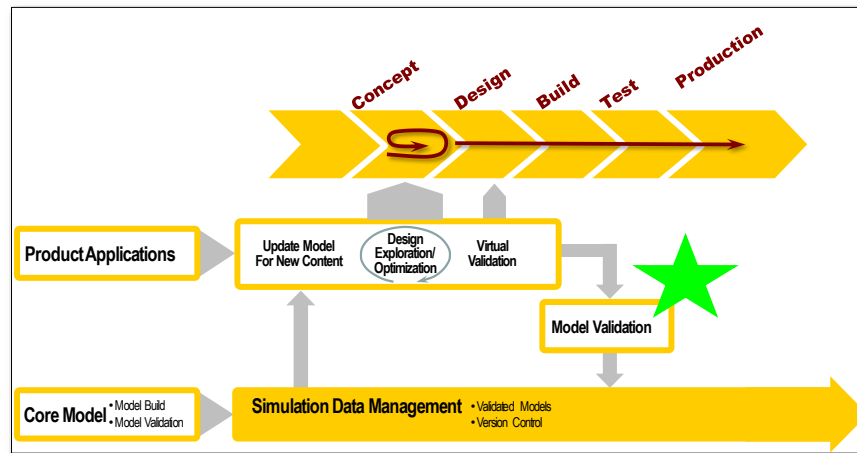 Concept
Design
Build
Test
Production
Product Applications
Update Model
For New Content
Design
Exploration/
Optimization
Virtual
Validation
Model Validation
Core Model
• Model Build
• Model Validation
Simulation Data Management
• Validated Models
• Version Control